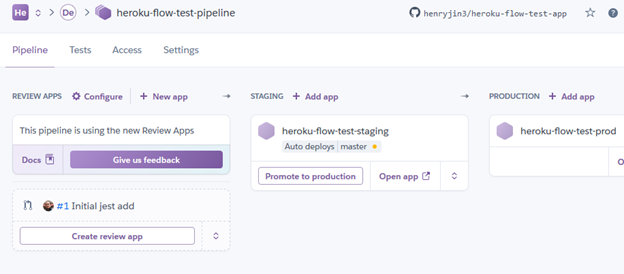 He
De
heroku-flow-test-pipeline
henryjin3/heroku-flow-test-app
Pipeline
Tests
Access
Settings
REVIEW APPS
Configure
New app
This pipeline is using the new Review Apps
Docs
Give us feedback
#1 Initial jest add
Create review app
STAGING
Add app
heroku-flow-test-staging
Auto deploys master
Promote to production
Open app
PRODUCTION
Add app
heroku-flow-test-prod
O